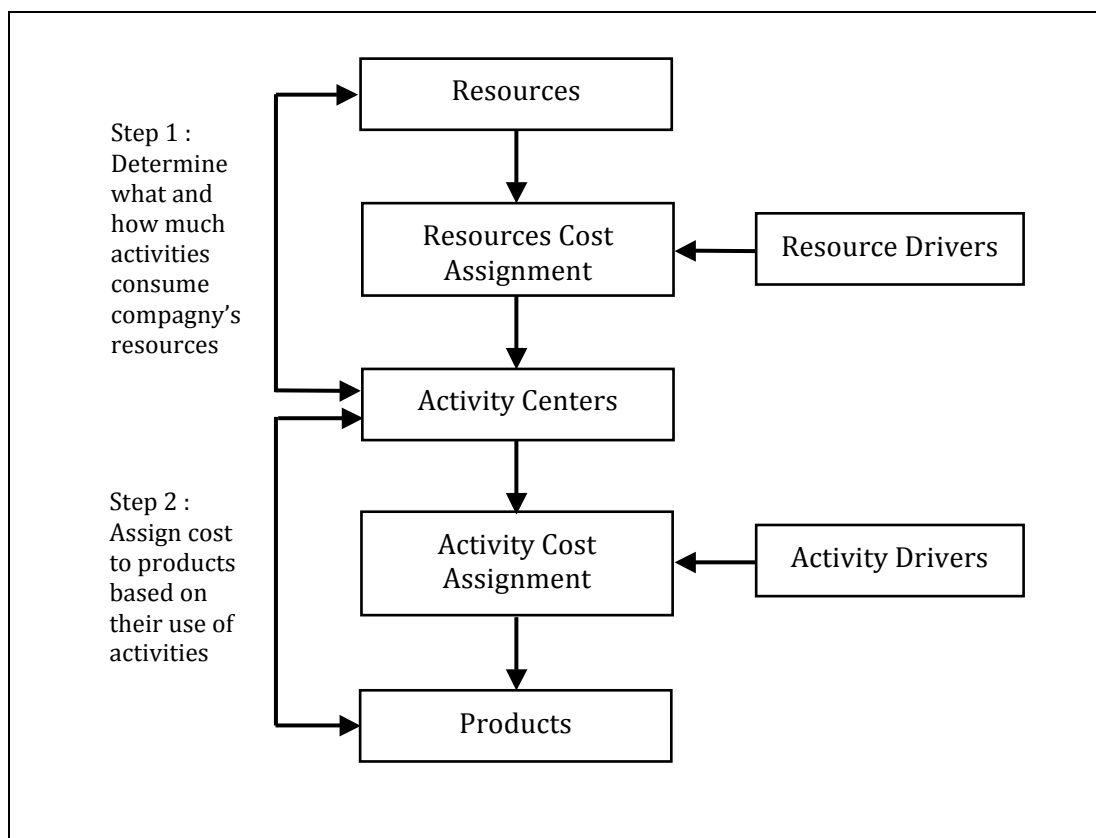 Resources
Step 1 :
Determine
what and
how much
activities
consume
compagny’s
resources
Resources Cost
Assignment
Resource Drivers
Activity Centers
Step 2 :
Assign cost
to products
based on
their use of
activities
Activity Cost
Assignment
Activity Drivers
Products